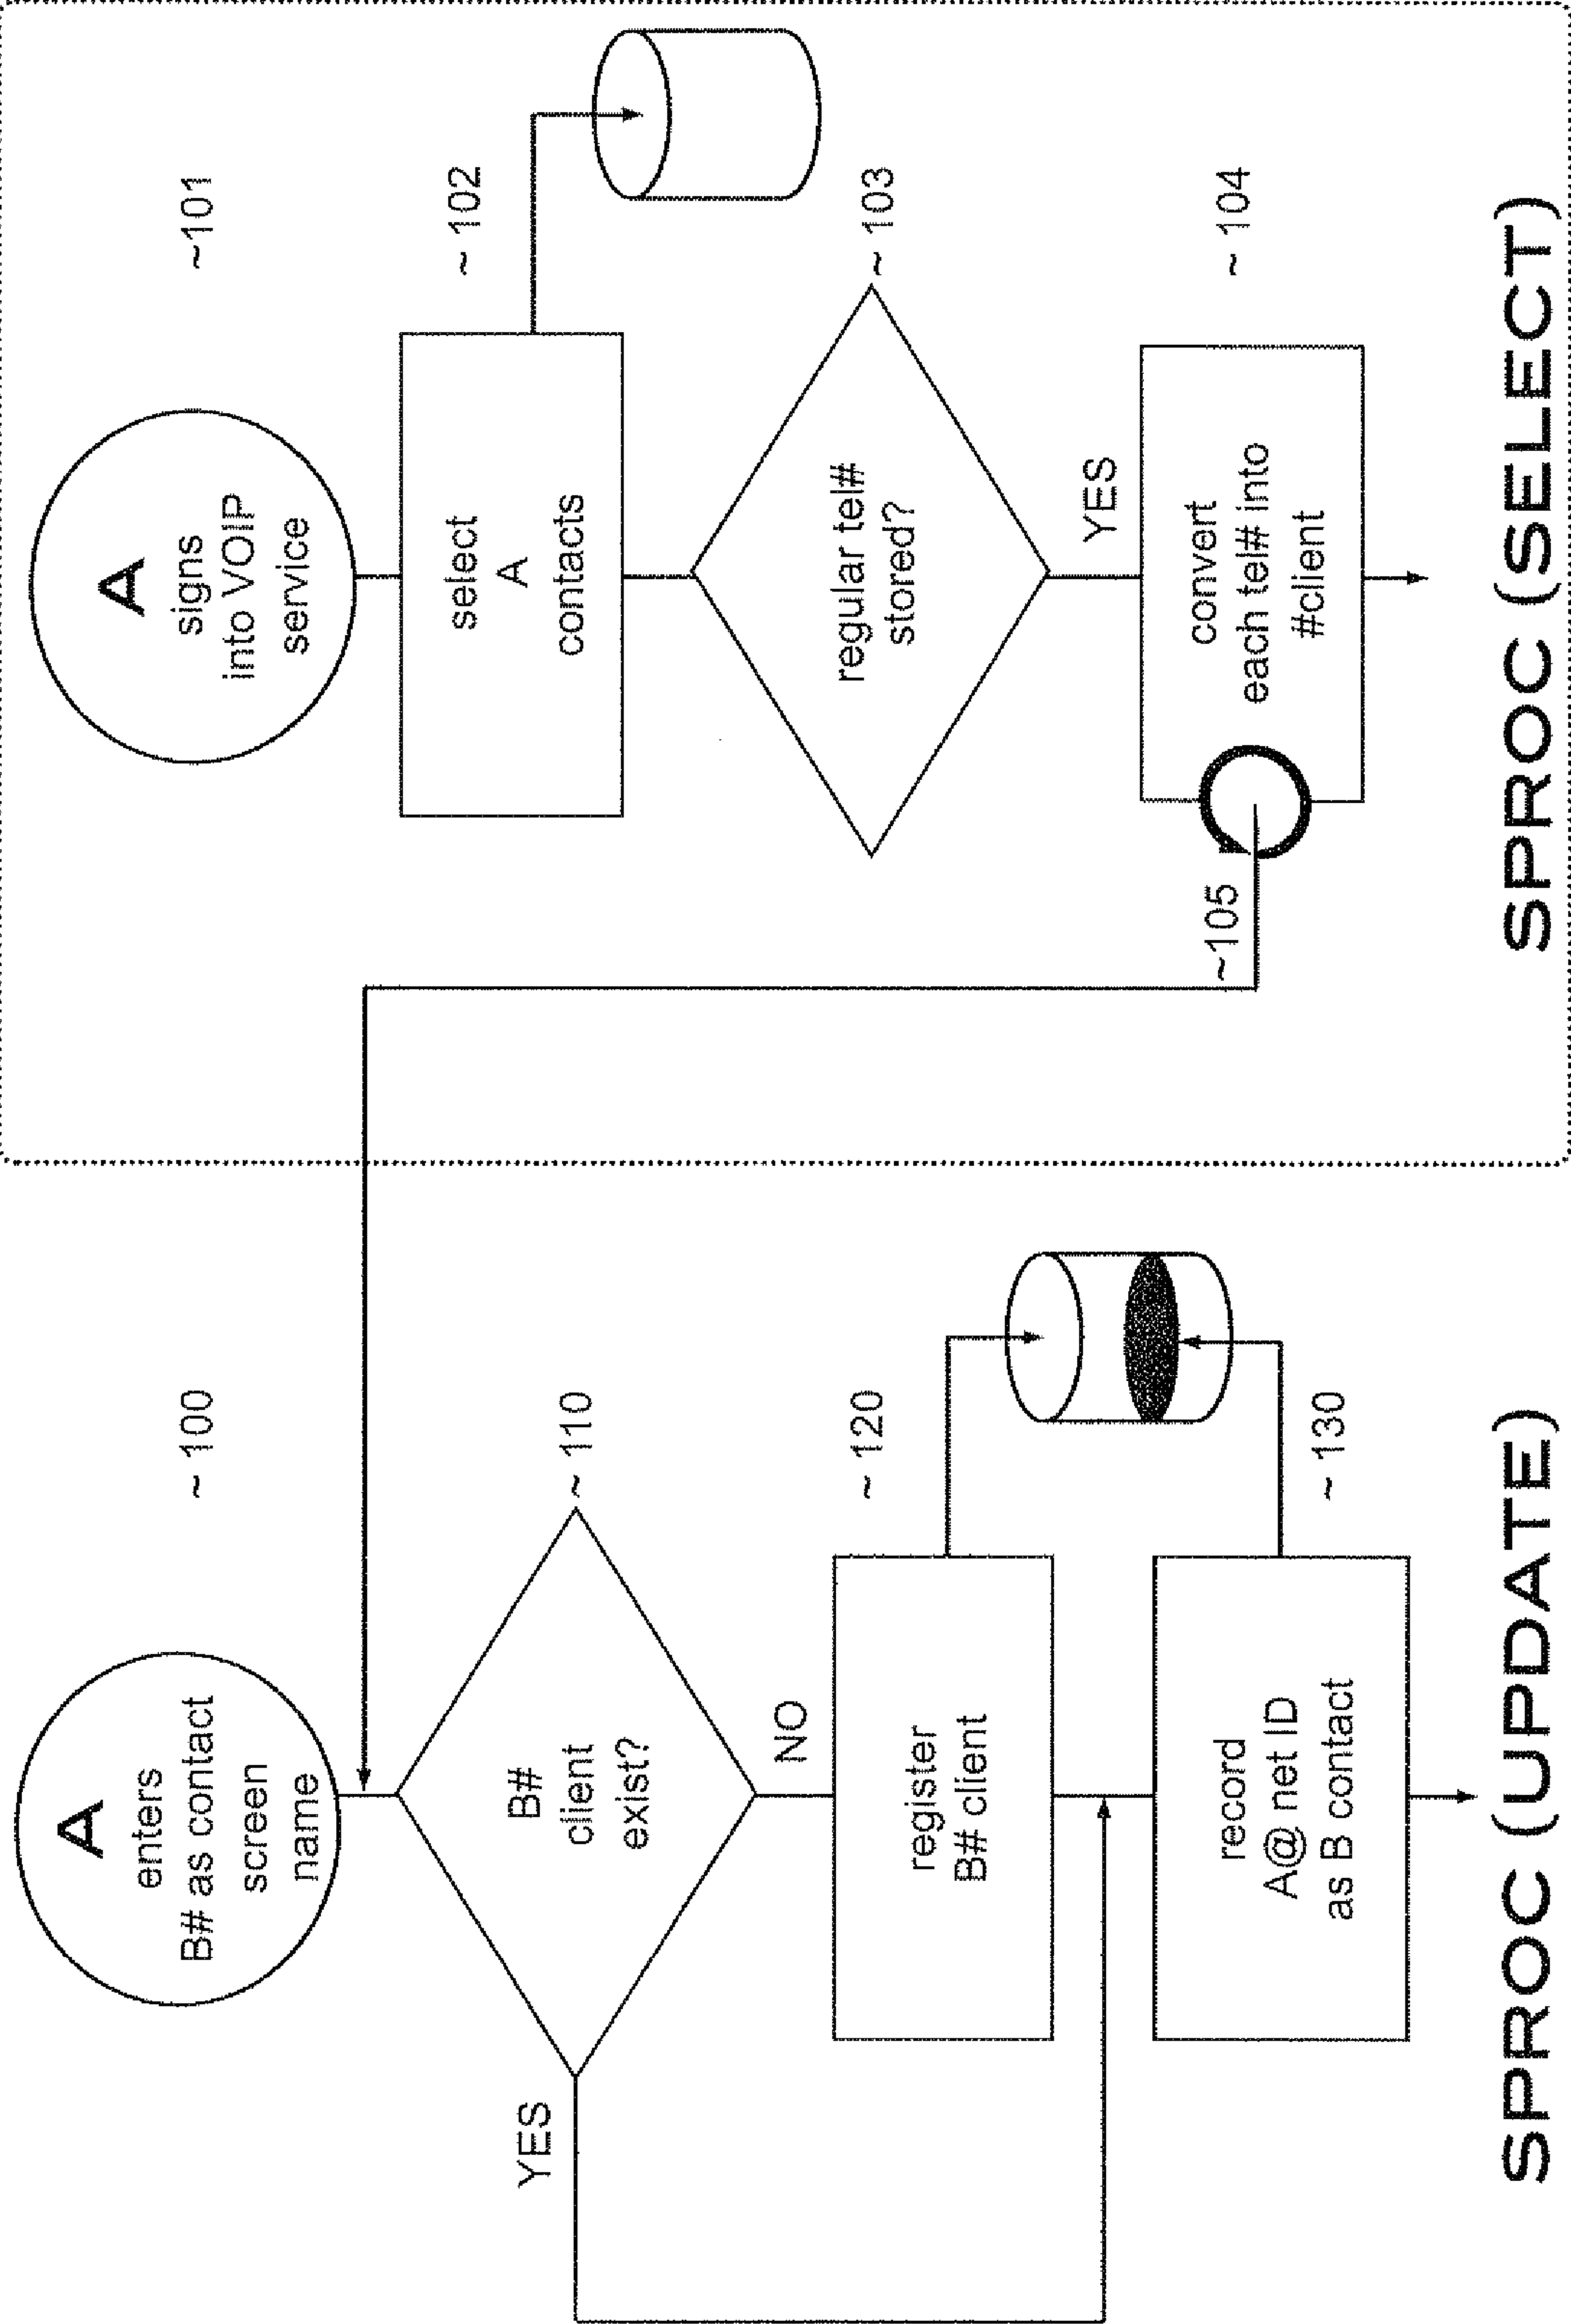 A
enters
B# as contact
screen
name
~ 100
B#
client
exist?
~ 110
YES
NO
register
B# client
~ 120
record
A@ net ID
as B contact
~ 130
SPROC (UPDATE)
A
signs
into VOIP
service
~101
select
A
contacts
~ 102
regular tel#
stored?
~ 103
YES
convert
each tel# into
#client
~ 104
~105
SPROC (SELECT)